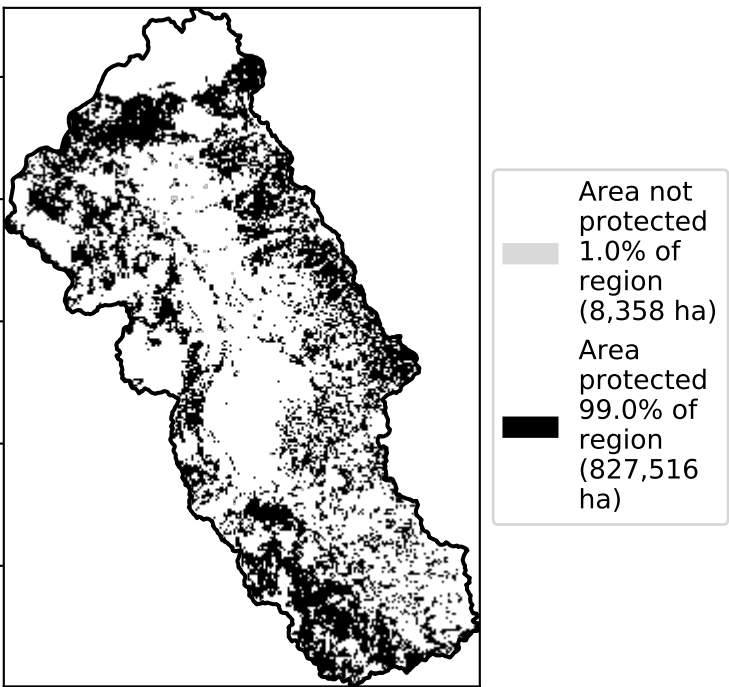 Area not
protected
1.0% of
region
(8,358 ha)
Area
protected
99.0% of
region
(827,516
ha)